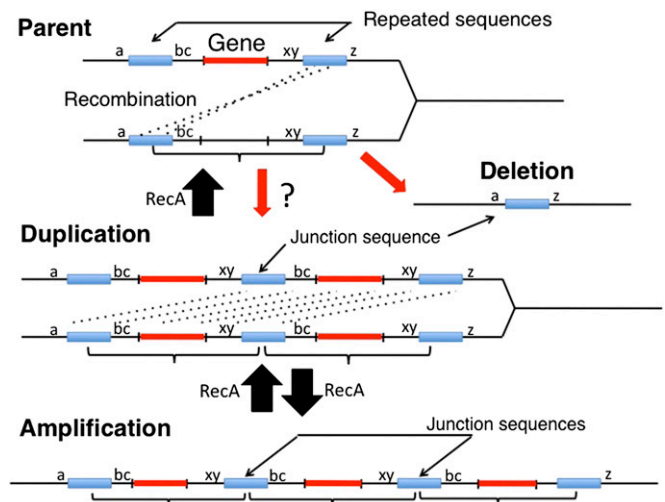 Parent
Repeated sequences
a bc Gene xy z
Recombination
a bc xy z
RecA ? Deletion
a z
Duplication
Junction sequence
a bc xy bc xy z
a bc xy bc xy z
RecA RecA
Amplification
Junction sequences
a bc xy bc xy bc xy z